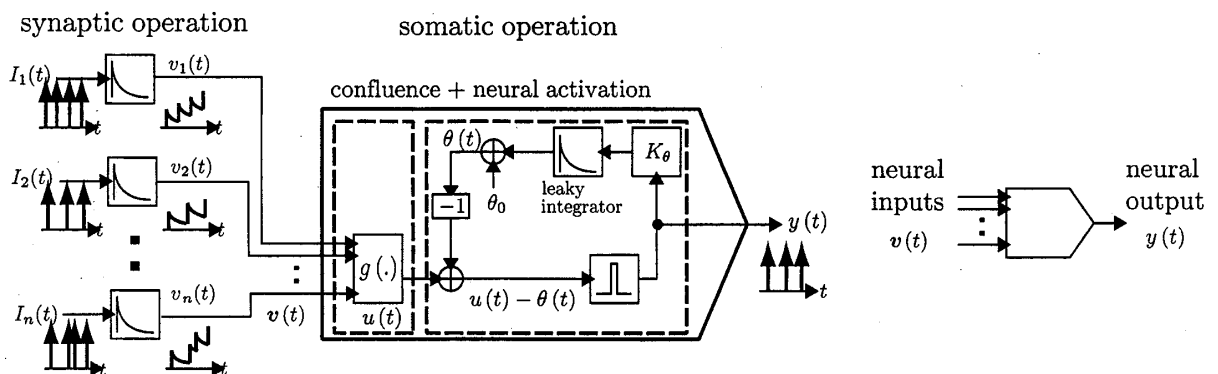 synaptic operation
somatic operation
I₁(t)
v₁(t)
t
t
confluence + neural activation
θ(t)
K_θ
θ₀
leaky
integrator
-1
I₂(t)
v₂(t)
t
t
g(.)
u(t)
u(t) − θ(t)
y(t)
t
Iₙ(t)
vₙ(t)
v(t)
t
t
neural
inputs
v(t)
neural
output
y(t)